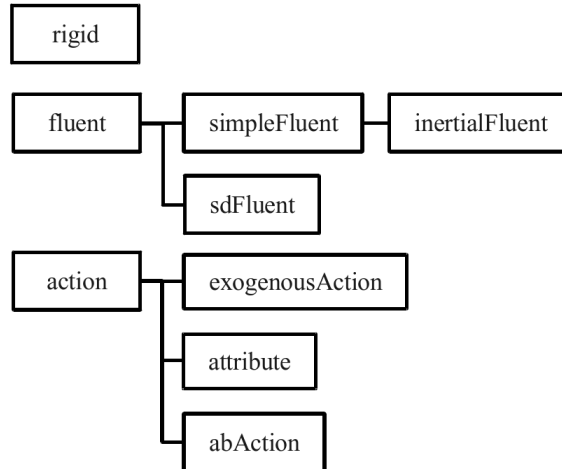 rigid
fluent
simpleFluent
inertialFluent
sdFluent
action
exogenousAction
attribute
abAction